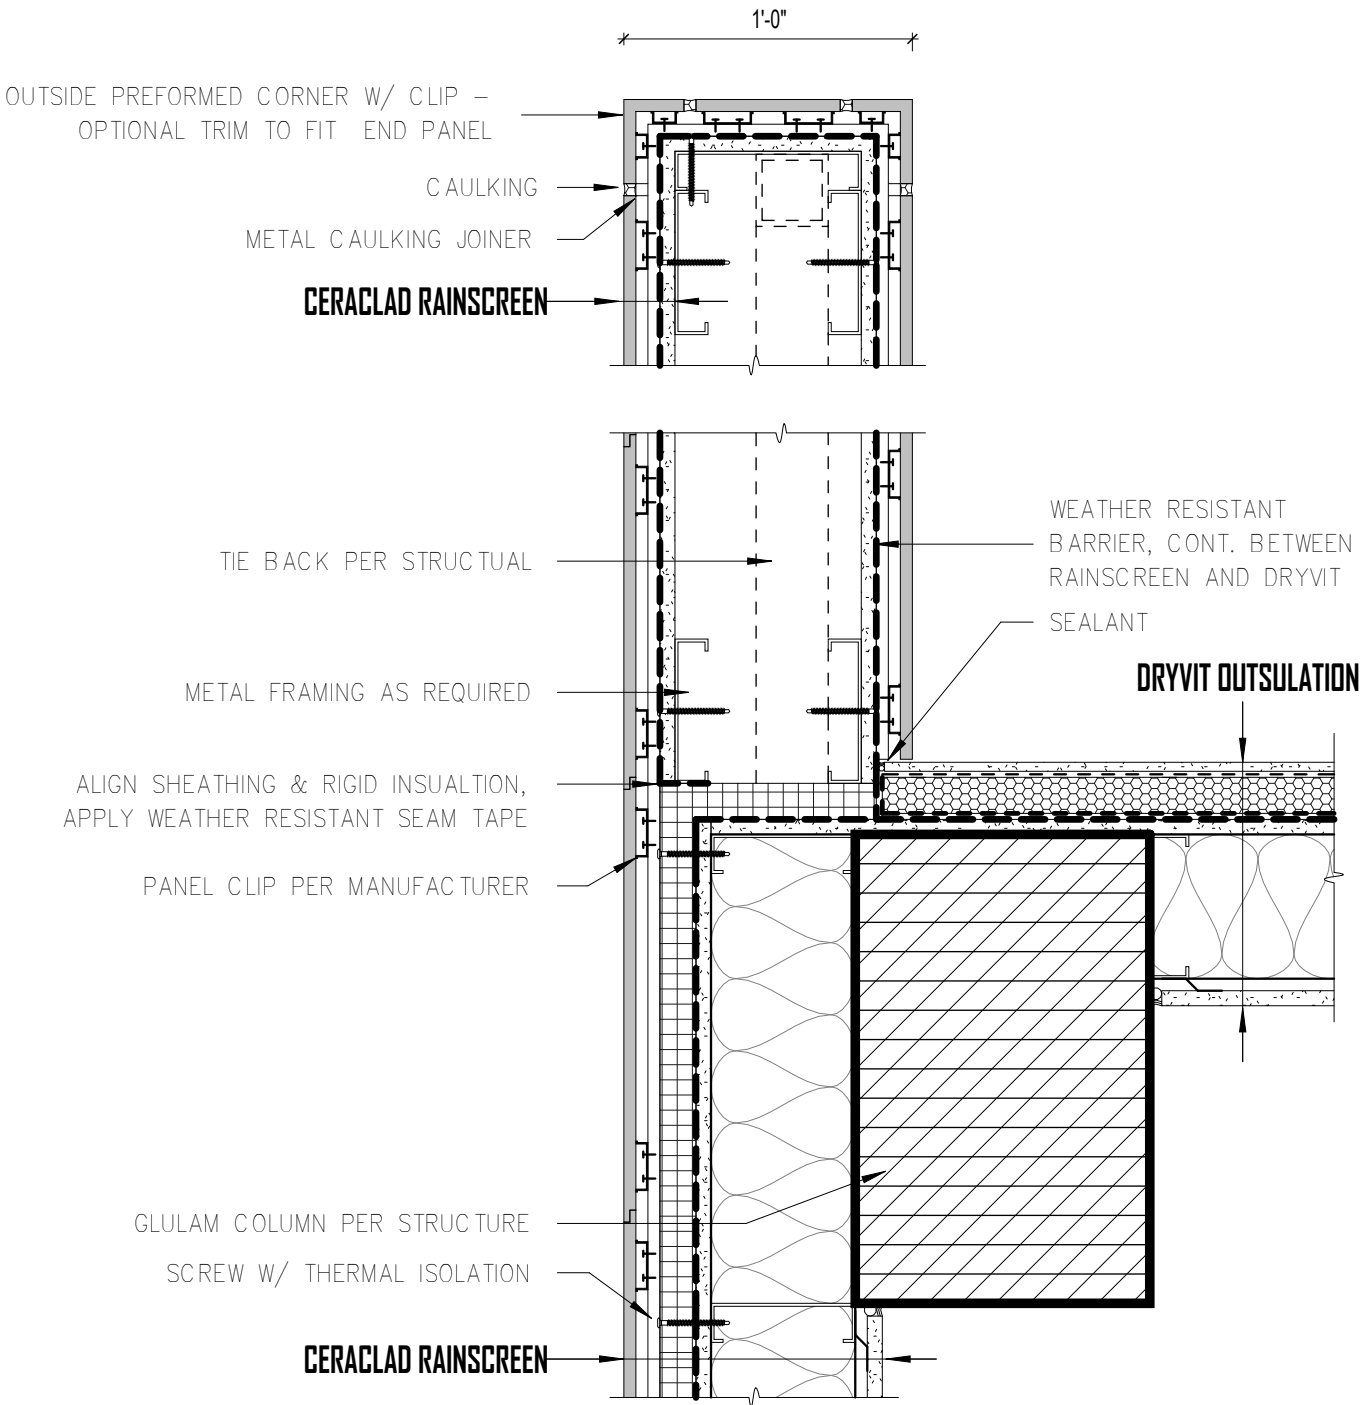 1'-0"
OUTSIDE PREFORMED CORNER W/ CLIP –
OPTIONAL TRIM TO FIT END PANEL
CAULKING
METAL CAULKING JOINER
CERACLAD RAINSCREEN
WEATHER RESISTANT
BARRIER, CONT. BETWEEN
RAINSCREEN AND DRYVIT
TIE BACK PER STRUCTUAL
SEALANT
DRYVIT OUTSULATION
METAL FRAMING AS REQUIRED
ALIGN SHEATHING & RIGID INSUALTION,
APPLY WEATHER RESISTANT SEAM TAPE
PANEL CLIP PER MANUFACTURER
GLULAM COLUMN PER STRUCTURE
SCREW W/ THERMAL ISOLATION
CERACLAD RAINSCREEN